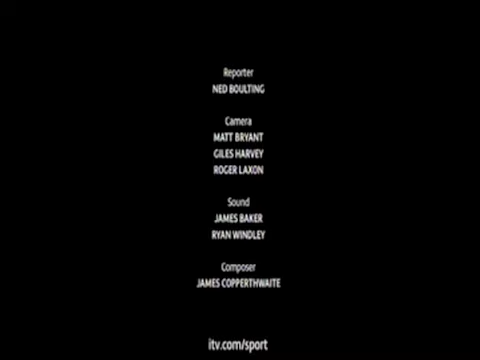 Reporter
NED BOULTING
Camera
MATT BRYANT
GILES HARVEY
ROGER LAXON
Sound
JAMES BAKER
RYAN WINDLEY
Composer
JAMES COPPERTHWAITE
itv.com/sport